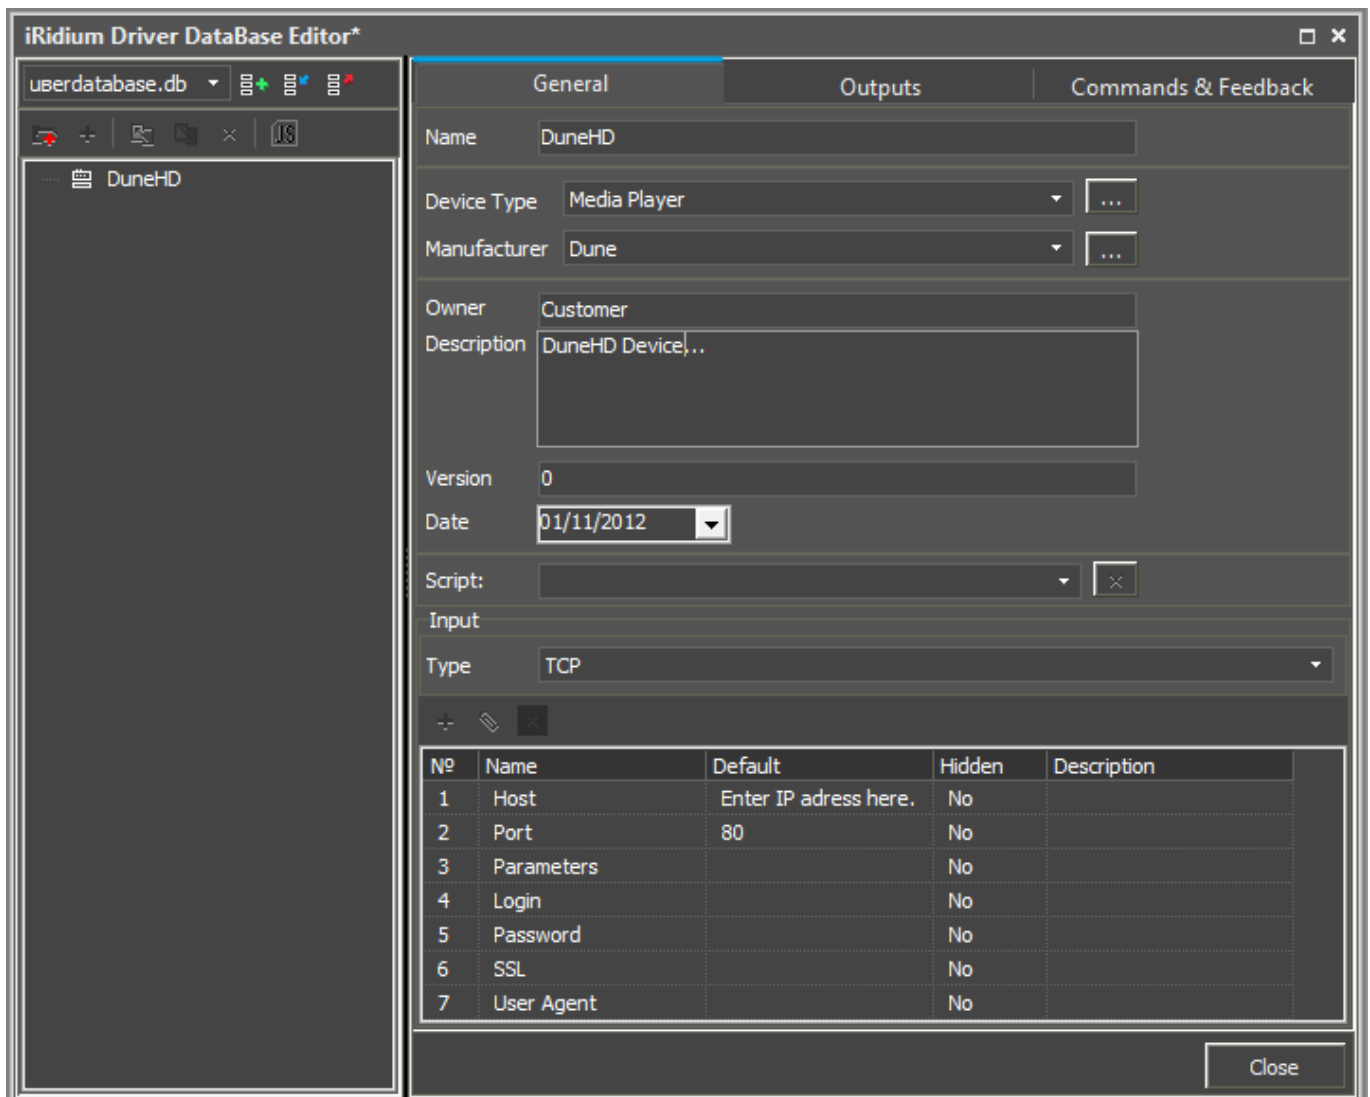 iRidium Driver DataBase Editor*
userdatabase.db
JS
DuneHD
General
Outputs
Commands & Feedback
Name
DuneHD
Device Type
Media Player
...
Manufacturer
Dune
...
Owner
Customer
Description
DuneHD Device...
Version
0
Date
01/11/2012
Script:
Input
Type
TCP
Nº Name Default Hidden Description
1 Host Enter IP adress here. No
2 Port 80 No
3 Parameters No
4 Login No
5 Password No
6 SSL No
7 User Agent No
Close